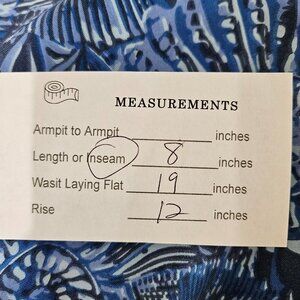 MEASUREMENTS
Armpit to Armpit inches
Length or Inseam 8 inches
Wasit Laying Flat 19 inches
Rise 12 inches